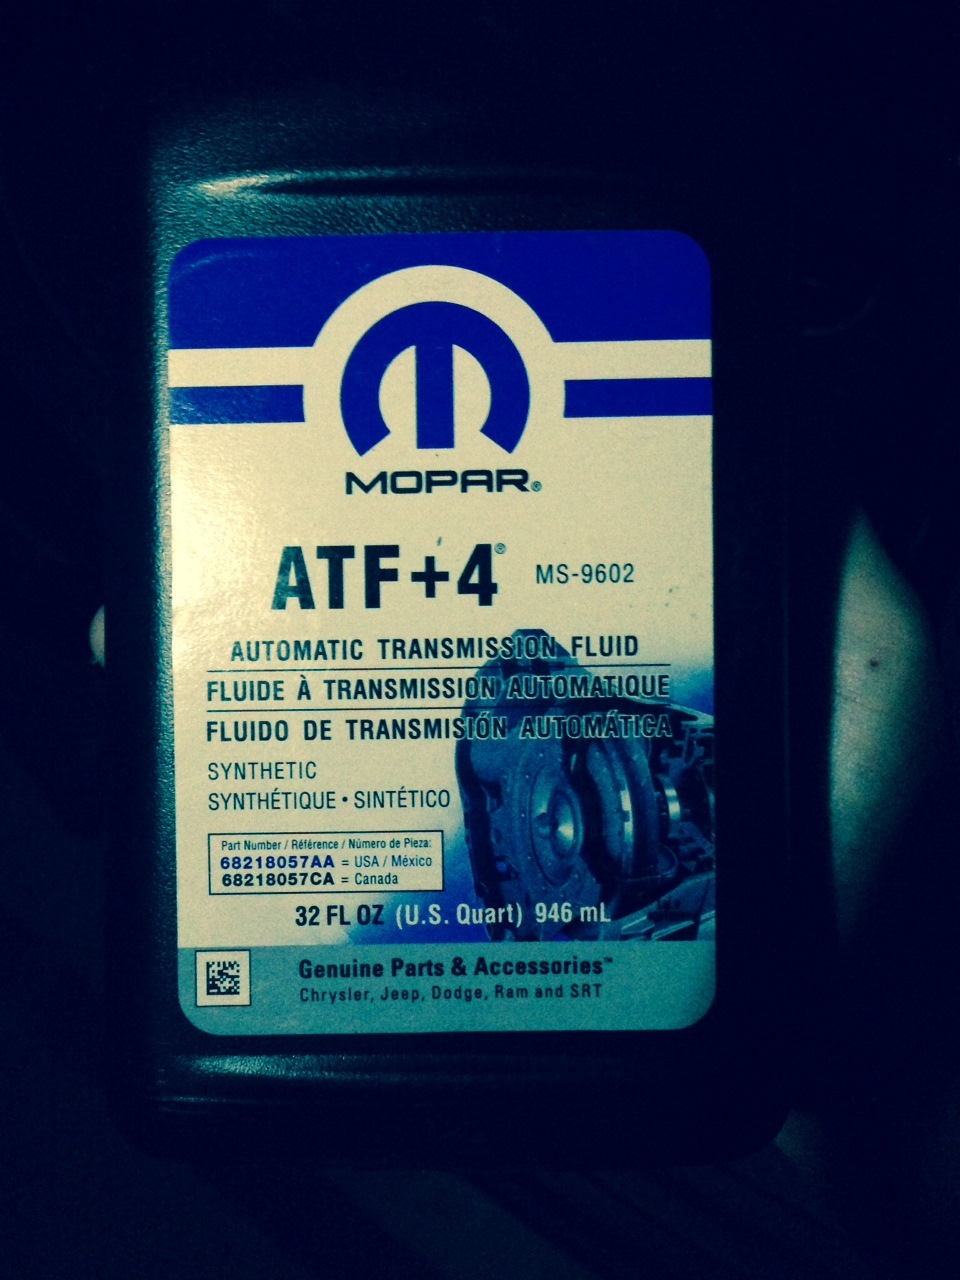 MOPAR®
ATF+4® MS-9602
AUTOMATIC TRANSMISSION FLUID
FLUIDE À TRANSMISSION AUTOMATIQUE
FLUIDO DE TRANSMISIÓN AUTOMÁTICA
SYNTHETIC
SYNTHÉTIQUE • SINTÉTICO
Part Number / Référence / Número de Pieza:
68218057AA = USA / México
68218057CA = Canada
32 FL OZ (U.S. Quart) 946 mL
Genuine Parts & Accessories™
Chrysler, Jeep, Dodge, Ram and SRT